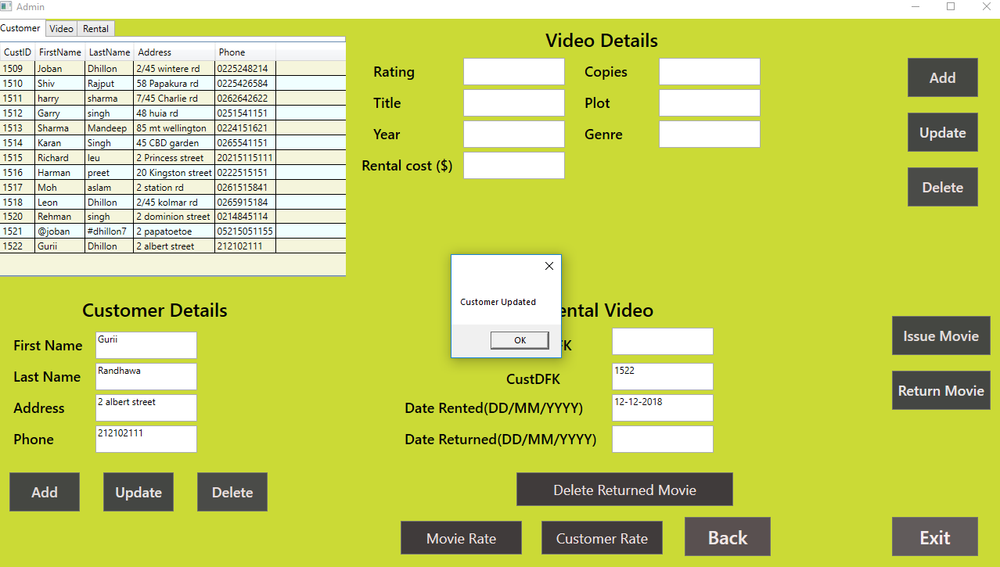 Admin
Customer Video Rental
CustID FirstName LastName Address Phone
1509 Joban Dhillon 2/45 wintere rd 0225248214
1510 Shiv Rajput 58 Papakura rd 0225426584
1511 harry sharma 7/45 Charlie rd 0262642622
1512 Garry singh 48 huia rd 0251541151
1513 Sharma Mandeep 85 mt wellington 0224151621
1514 Karan Singh 45 CBD garden 0265541151
1515 Richard leu 2 Princess street 20215115111
1516 Harman preet 20 Kingston street 0222515151
1517 Moh aslam 2 station rd 0261515841
1518 Leon Dhillon 2/45 kolmar rd 0265915184
1520 Rehman singh 2 dominion street 0214845114
1521 @joban #dhillon7 2 papatoetoe 05215051155
1522 Gurii Dhillon 2 albert street 212102111
Video Details
Rating Copies
Title Plot
Year Genre
Rental cost ($)
Add
Update
Delete
Customer Updated
OK
Customer Details
First Name Gurii
Last Name Randhawa
Address 2 albert street
Phone 212102111
Add Update Delete
ental Video
K
CustDFK 1522
Date Rented(DD/MM/YYYY) 12-12-2018
Date Returned(DD/MM/YYYY)
Issue Movie
Return Movie
Delete Returned Movie
Movie Rate Customer Rate Back Exit